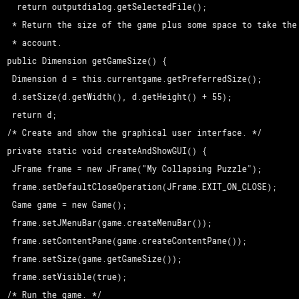 return outputdialog.getSelectedFile();
* Return the size of the game plus some space to take the
* account.
public Dimension getGameSize() {
Dimension d = this.currentgame.getPreferredSize();
d.setSize(d.getWidth(), d.getHeight() + 55);
return d;
/* Create and show the graphical user interface. */
private static void createAndShowGUI() {
JFrame frame = new JFrame("My Collapsing Puzzle");
frame.setDefaultCloseOperation(JFrame.EXIT_ON_CLOSE);
Game game = new Game();
frame.setJMenuBar(game.createMenuBar());
frame.setContentPane(game.createContentPane());
frame.setSize(game.getGameSize());
frame.setVisible(true);
/* Run the game. */